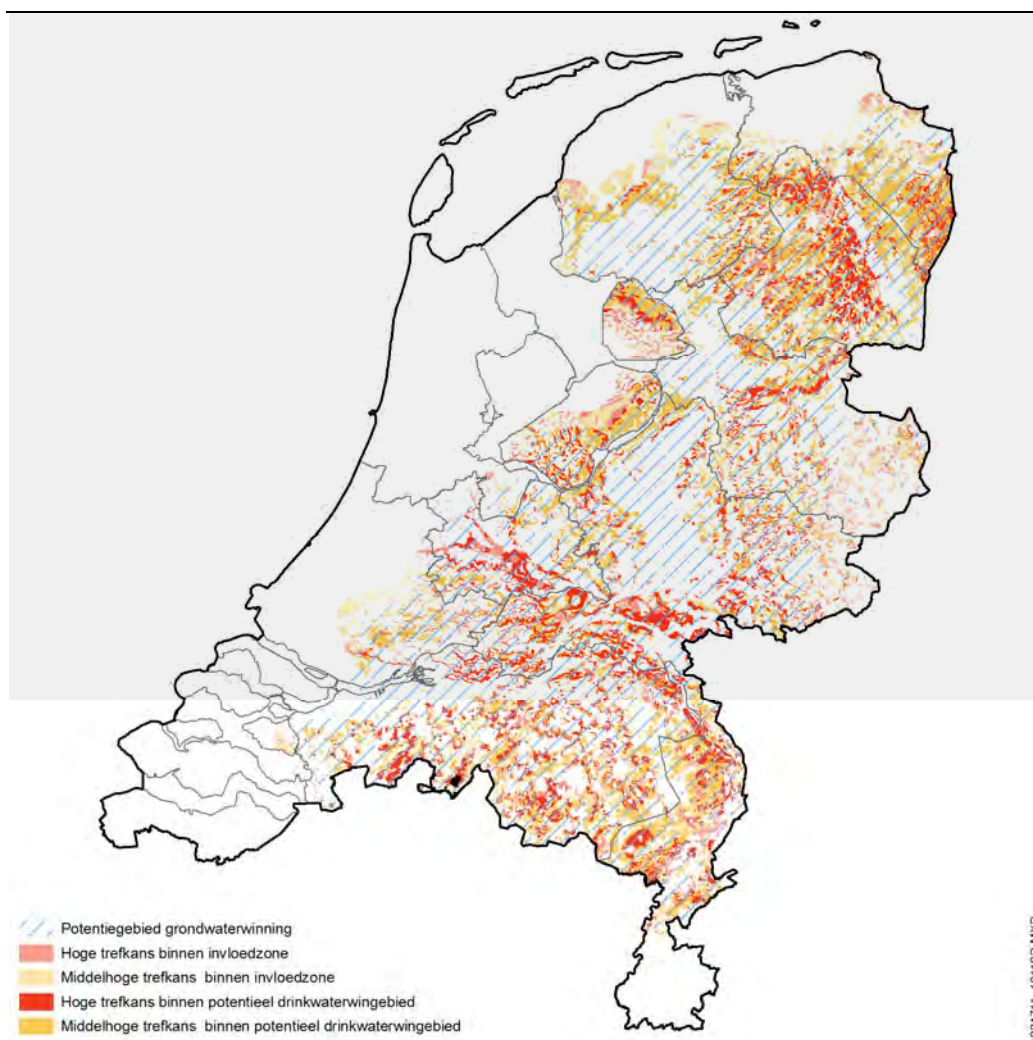 Potentiegebied grondwaterwinning
Hoge trefkans binnen invloedzone
Middelhoge trefkans binnen invloedzone
Hoge trefkans binnen potentieel drinkwaterwingebied
Middelhoge trefkans binnen potentieel drinkwaterwingebied